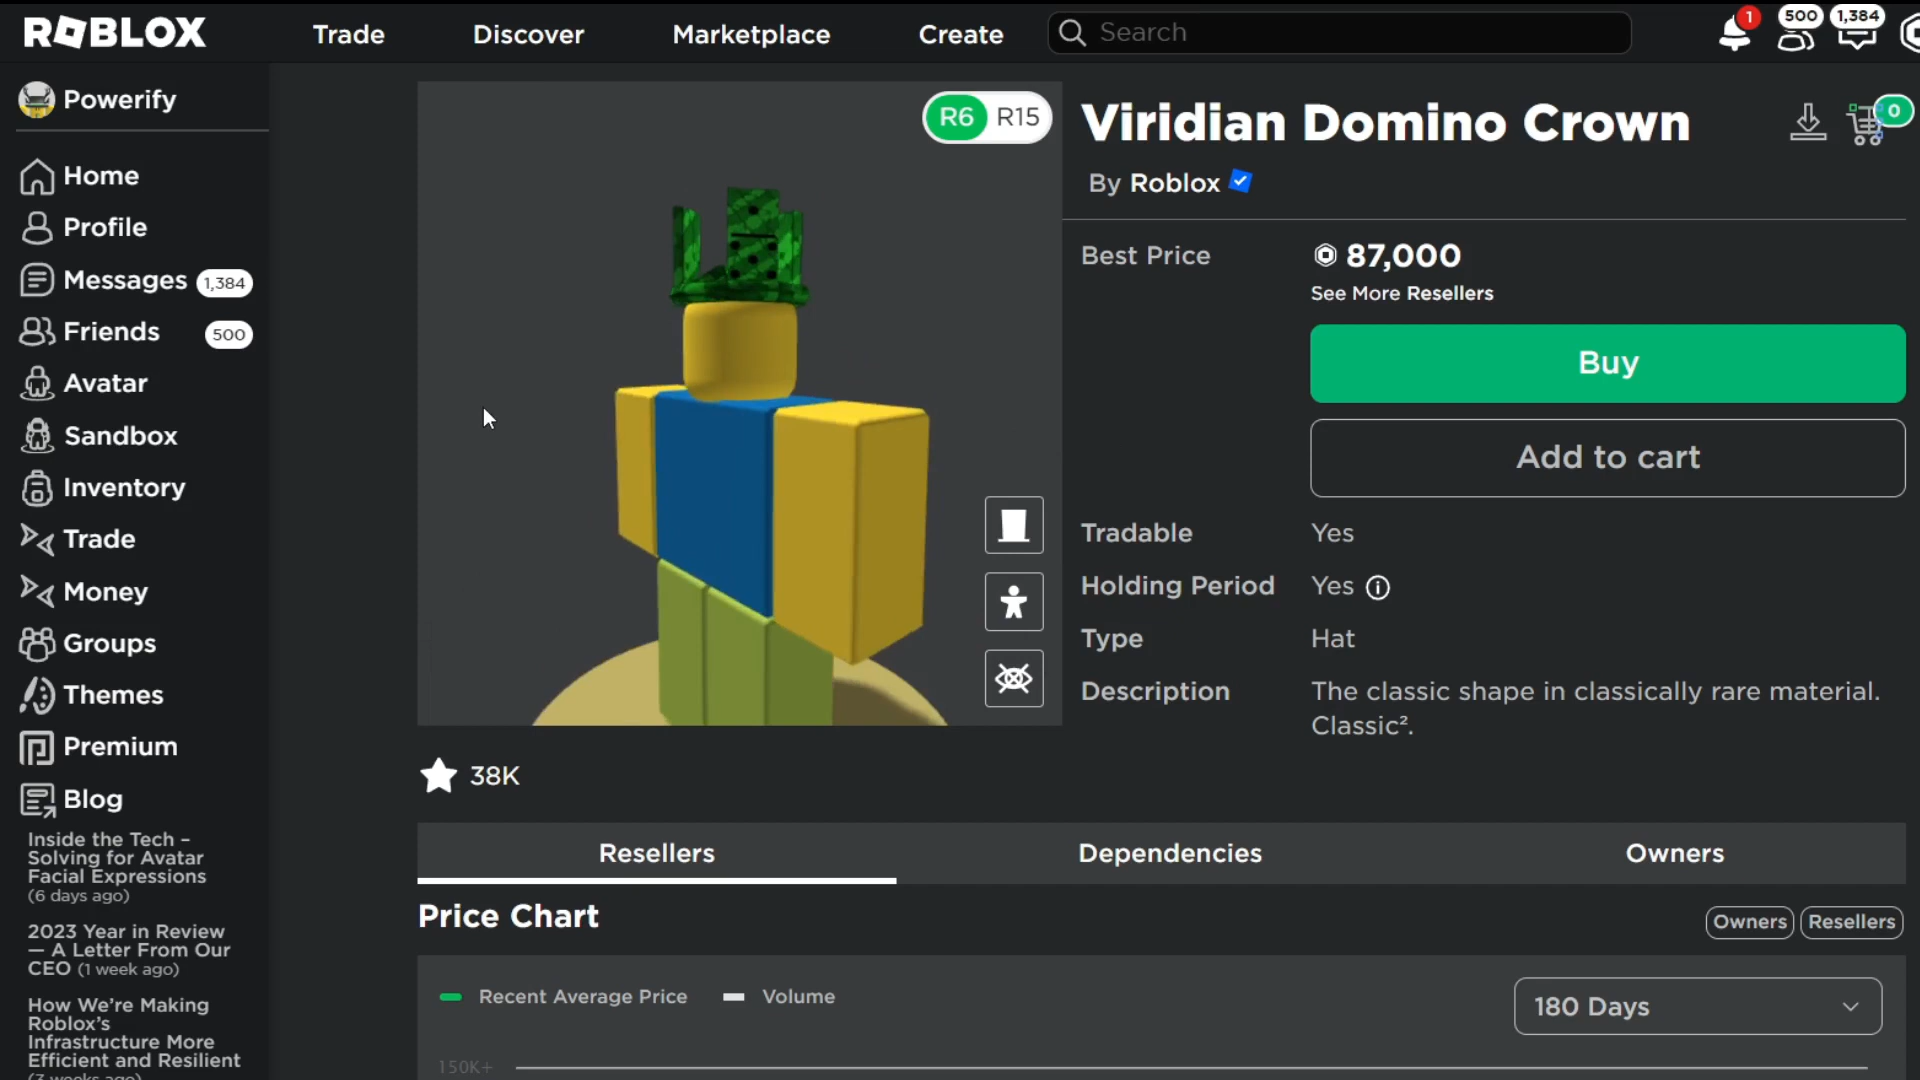 ROBLOX
Trade
Discover
Marketplace
Create
Search
1
500
1,384
Powerify
Home
Profile
Messages 1,384
Friends 500
Avatar
Sandbox
Inventory
Trade
Money
Groups
Themes
Premium
Blog
Inside the Tech –
Solving for Avatar
Facial Expressions
(6 days ago)
2023 Year in Review
— A Letter From Our
CEO (1 week ago)
How We’re Making
Roblox’s
Infrastructure More
Efficient and Resilient
(3 weeks ago)
R6 R15
Viridian Domino Crown
0
By Roblox
Best Price 87,000
See More Resellers
Buy
Add to cart
Tradable Yes
Holding Period Yes
Type Hat
Description The classic shape in classically rare material.
Classic².
38K
Resellers
Dependencies
Owners
Price Chart
Owners
Resellers
Recent Average Price
Volume
180 Days
150K+